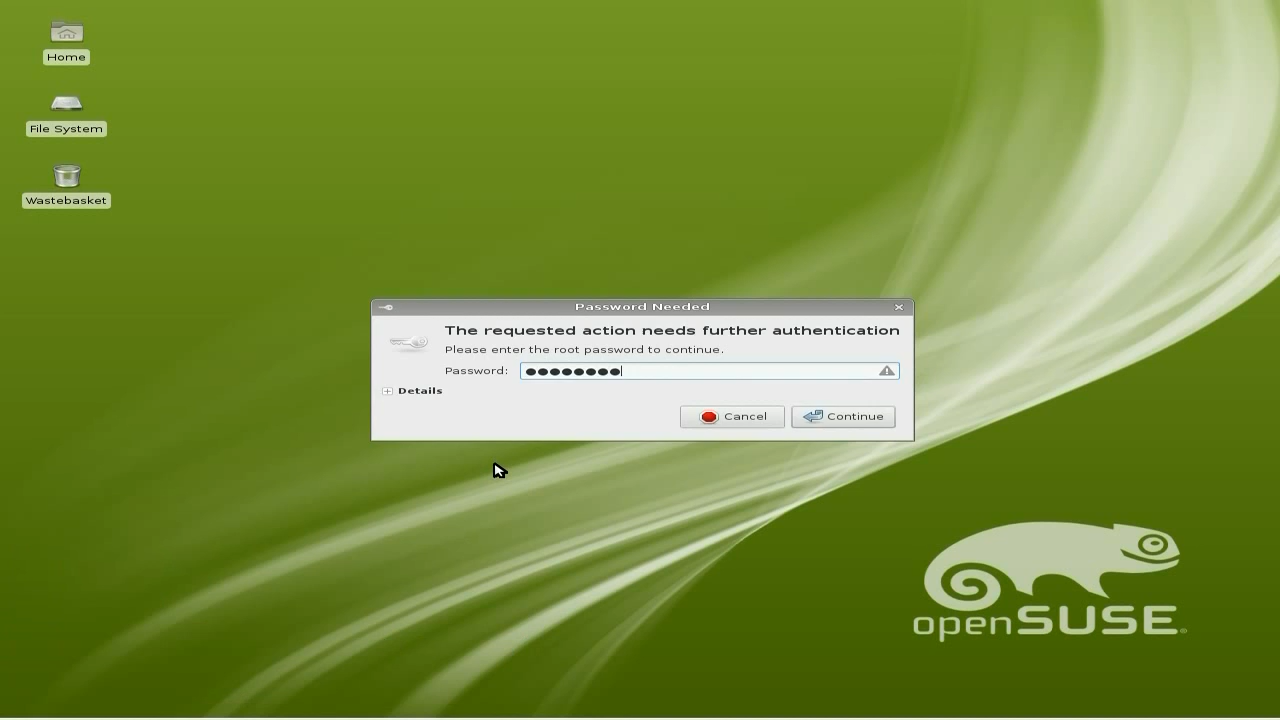 Home
File System
Wastebasket
Password Needed
The requested action needs further authentication
Please enter the root password to continue.
Password: ●●●●●●●●
Details
Cancel
Continue
openSUSE